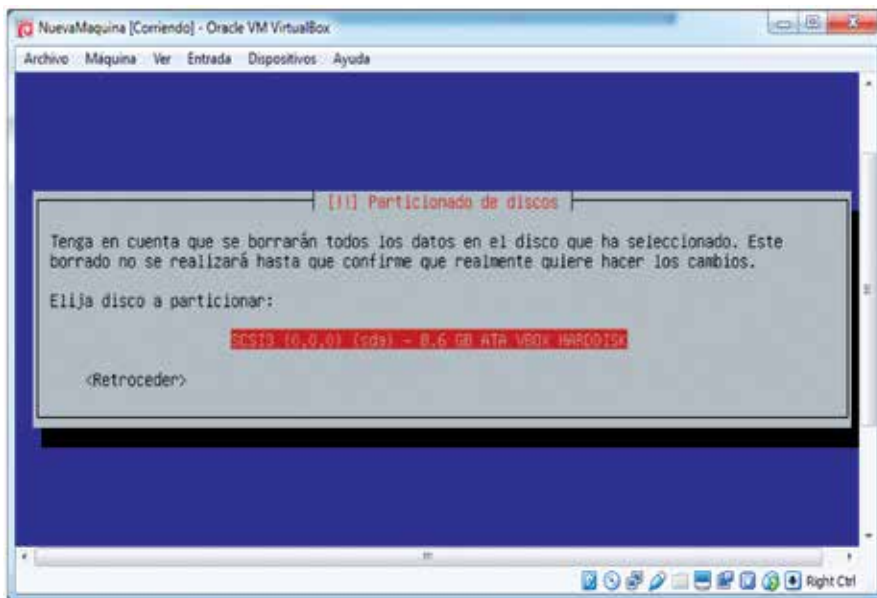 NuevaMaquina [Corriendo] - Oracle VM VirtualBox
Archivo Máquina Ver Entrada Dispositivos Ayuda
[!!] Particionado de discos
Tenga en cuenta que se borrarán todos los datos en el disco que ha seleccionado. Este
borrado no se realizará hasta que confirme que realmente quiere hacer los cambios.
Elija disco a particionar:
SCSI3 (0,0,0) (sda) - 8.6 GB ATA VBOX HARDDISK
<Retroceder>
Right Ctrl